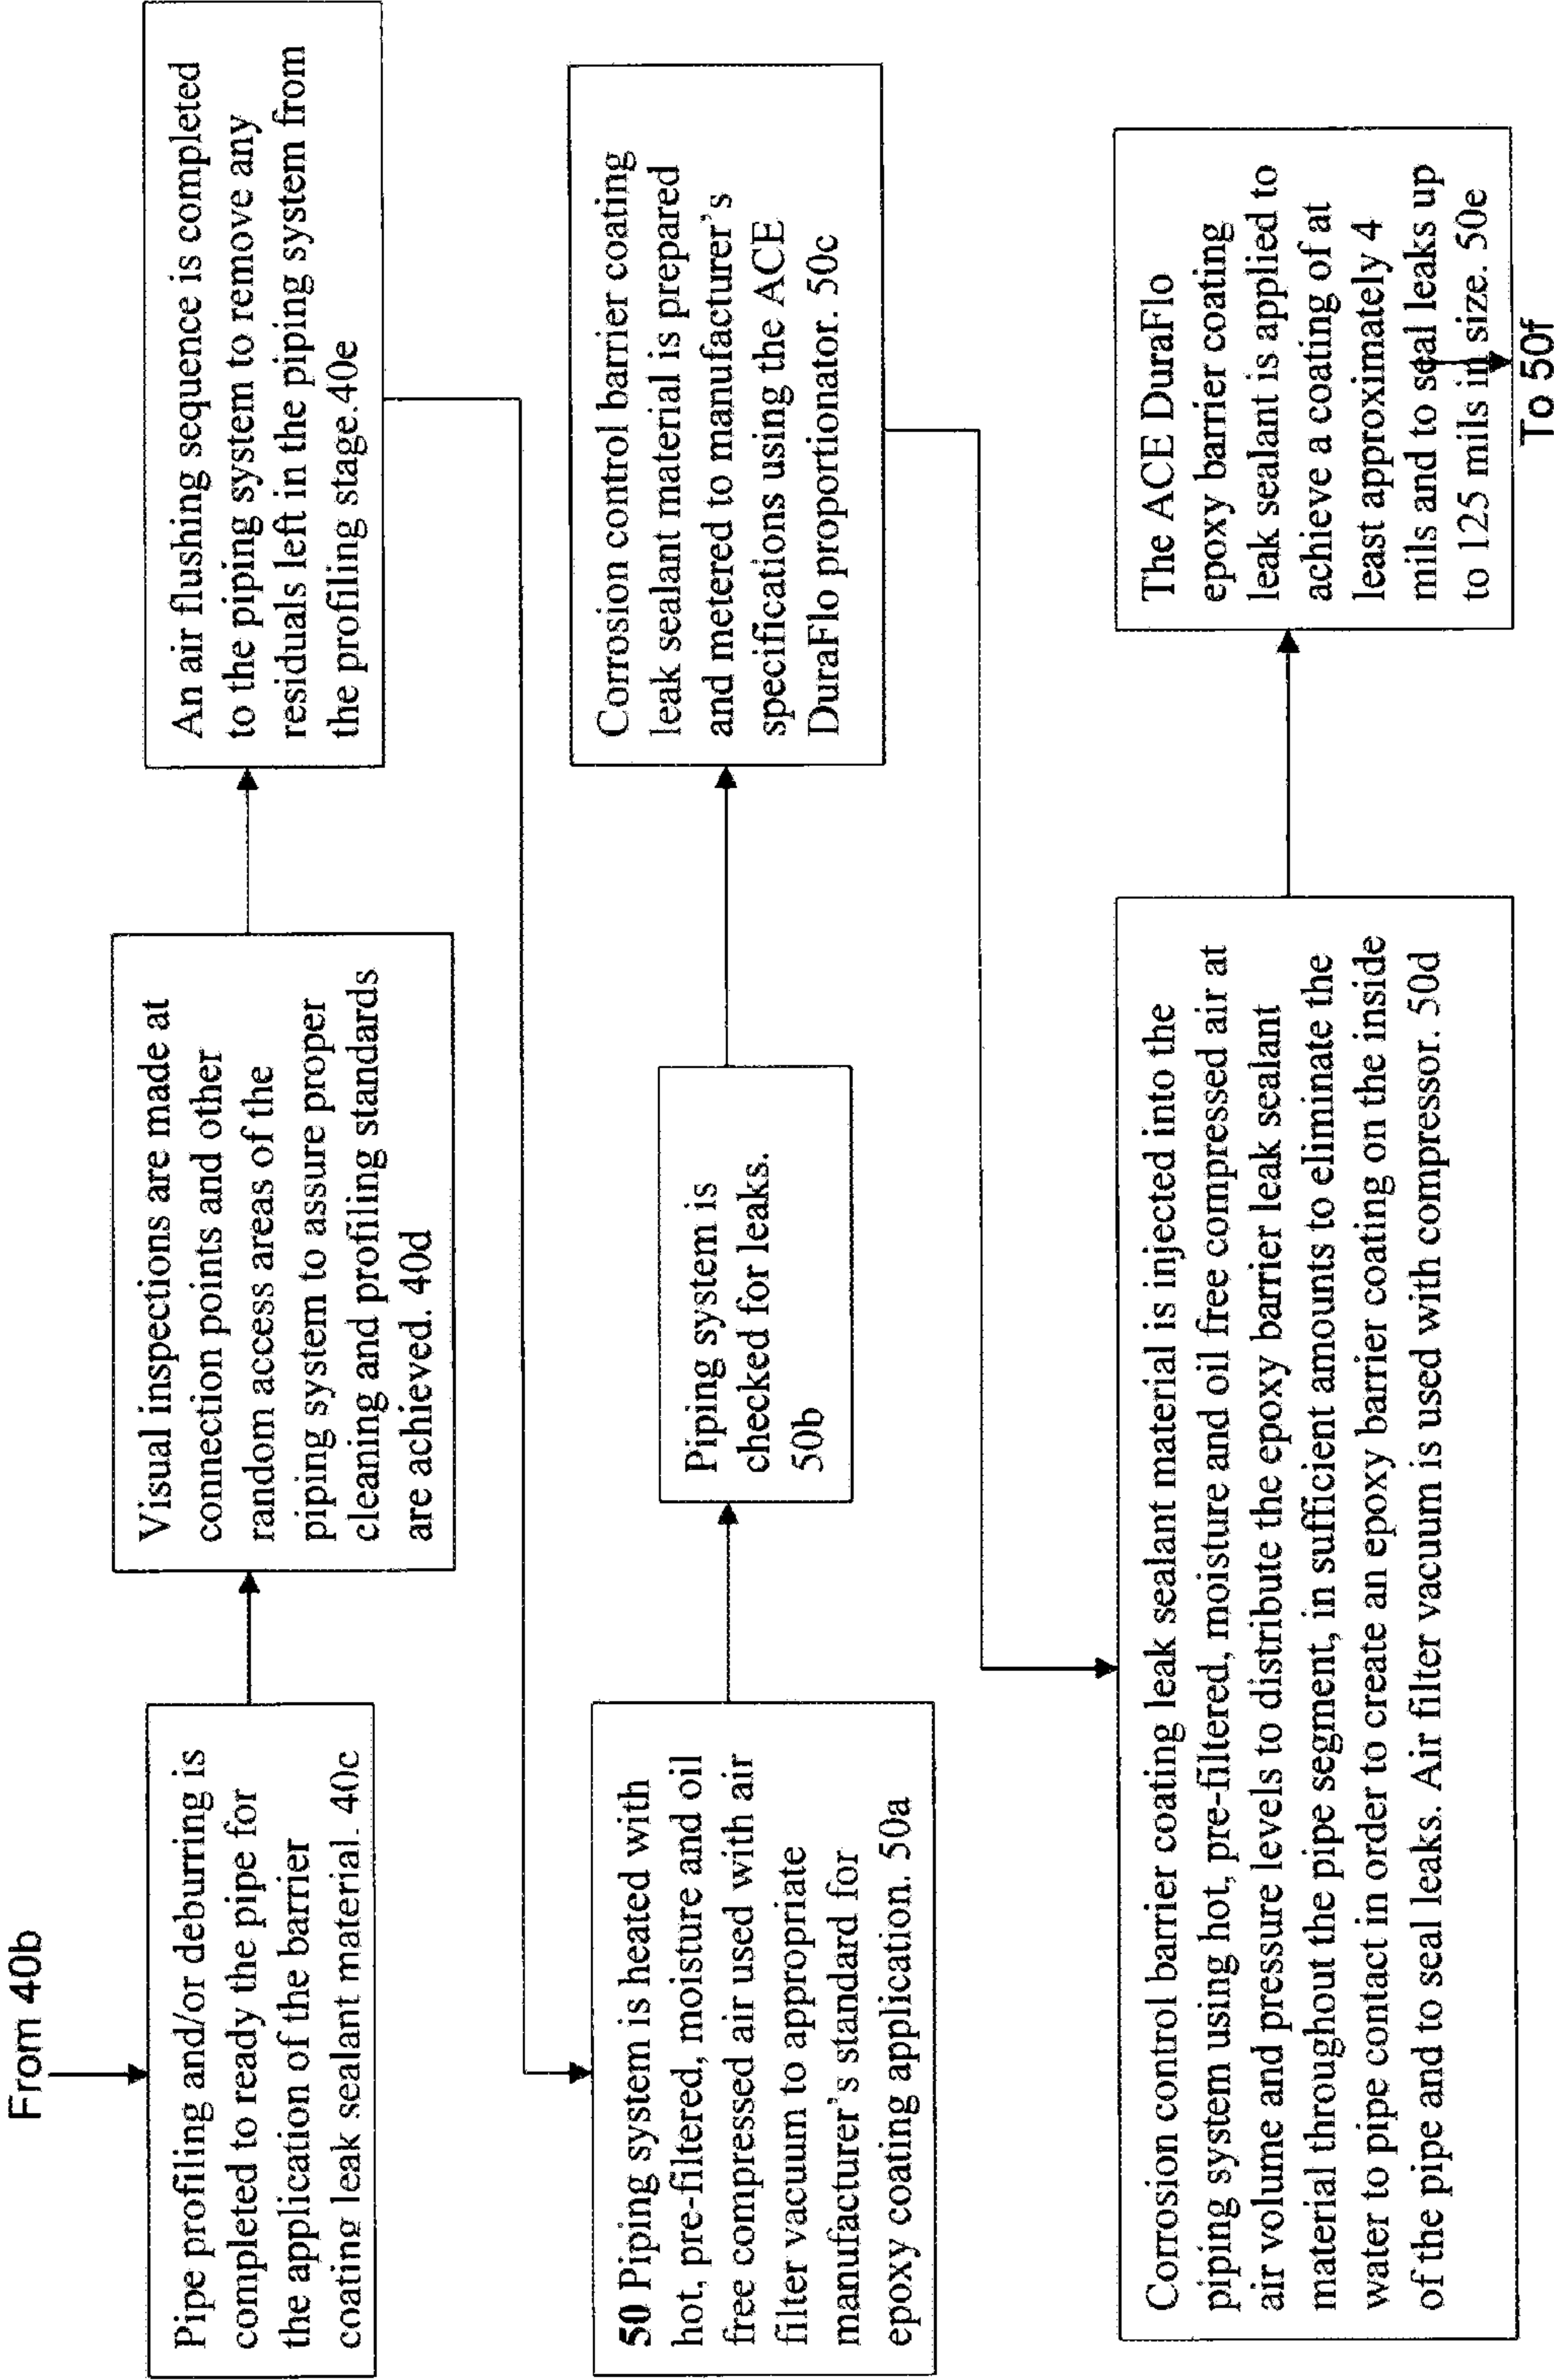 From 40b
Pipe profiling and/or deburring is
completed to ready the pipe for
the application of the barrier
coating leak sealant material. 40c
Visual inspections are made at
connection points and other
random access areas of the
piping system to assure proper
cleaning and profiling standards
are achieved. 40d
An air flushing sequence is completed
to the piping system to remove any
residuals left in the piping system from
the profiling stage.40e
50 Piping system is heated with
hot, pre-filtered, moisture and oil
free compressed air used with air
filter vacuum to appropriate
manufacturer's standard for
epoxy coating application. 50a
Piping system is
checked for leaks.
50b
Corrosion control barrier coating
leak sealant material is prepared
and metered to manufacturer's
specifications using the ACE
DuraFlo proportionator. 50c
Corrosion control barrier coating leak sealant material is injected into the
piping system using hot, pre-filtered, moisture and oil free compressed air at
air volume and pressure levels to distribute the epoxy barrier leak sealant
material throughout the pipe segment, in sufficient amounts to eliminate the
water to pipe contact in order to create an epoxy barrier coating on the inside
of the pipe and to seal leaks. Air filter vacuum is used with compressor. 50d
The ACE DuraFlo
epoxy barrier coating
leak sealant is applied to
achieve a coating of at
least approximately 4
mils and to seal leaks up
to 125 mils in size. 50e
To 50f